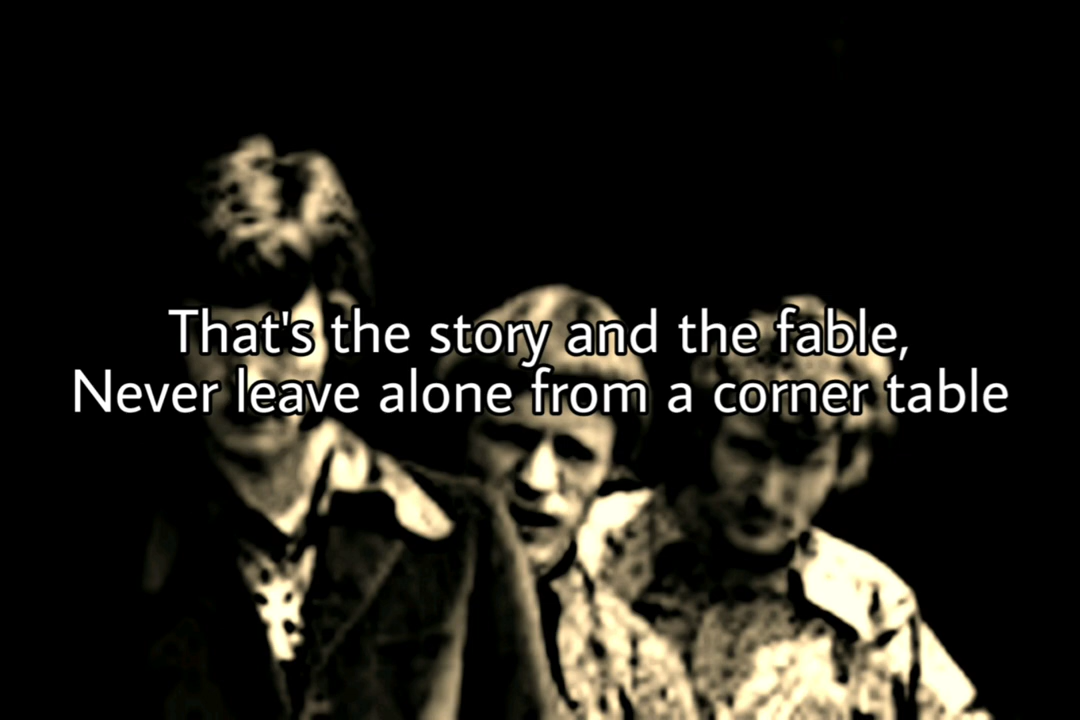 That's the story and the fable,
Never leave alone from a corner table